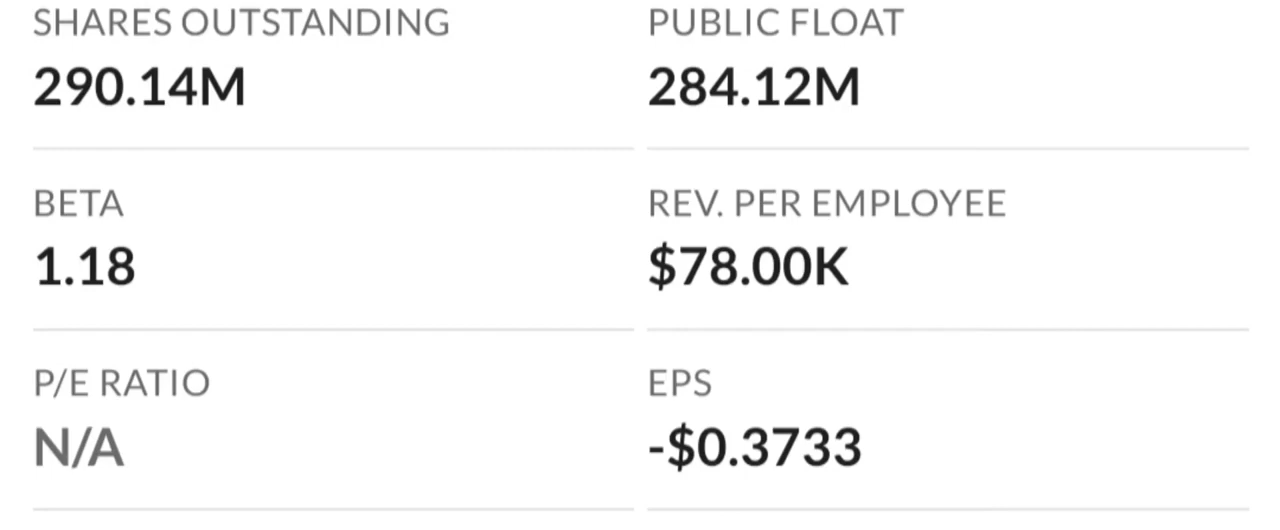 SHARES OUTSTANDING
PUBLIC FLOAT
290.14M
284.12M
BETA
REV. PER EMPLOYEE
1.18
$78.00K
P/E RATIO
EPS
N/A
-$0.3733